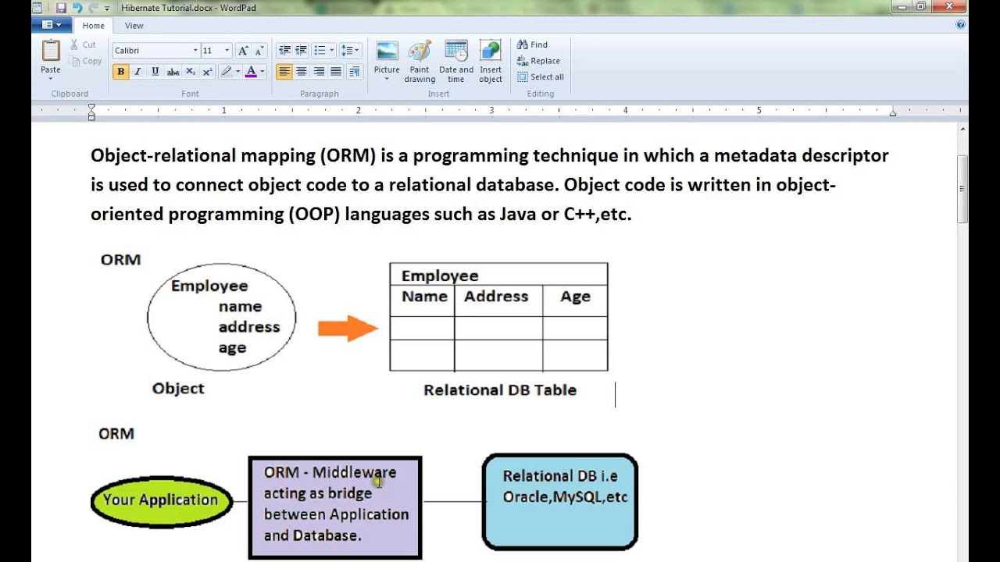 Hibernate Tutorial.docx - WordPad
Home View
Paste
Cut
Copy
Clipboard
Calibri 11
B I U abc X₂ X² A
Font
Paragraph
Picture
Paint drawing
Date and time
Insert object
Insert
Find
Replace
Select all
Editing
1 2 3 4 5
Object-relational mapping (ORM) is a programming technique in which a metadata descriptor
is used to connect object code to a relational database. Object code is written in object-
oriented programming (OOP) languages such as Java or C++,etc.
ORM
Employee
name
address
age
Object
Employee
Name Address Age
Relational DB Table
ORM
Your Application
ORM - Middleware
acting as bridge
between Application
and Database.
Relational DB i.e
Oracle,MySQL,etc